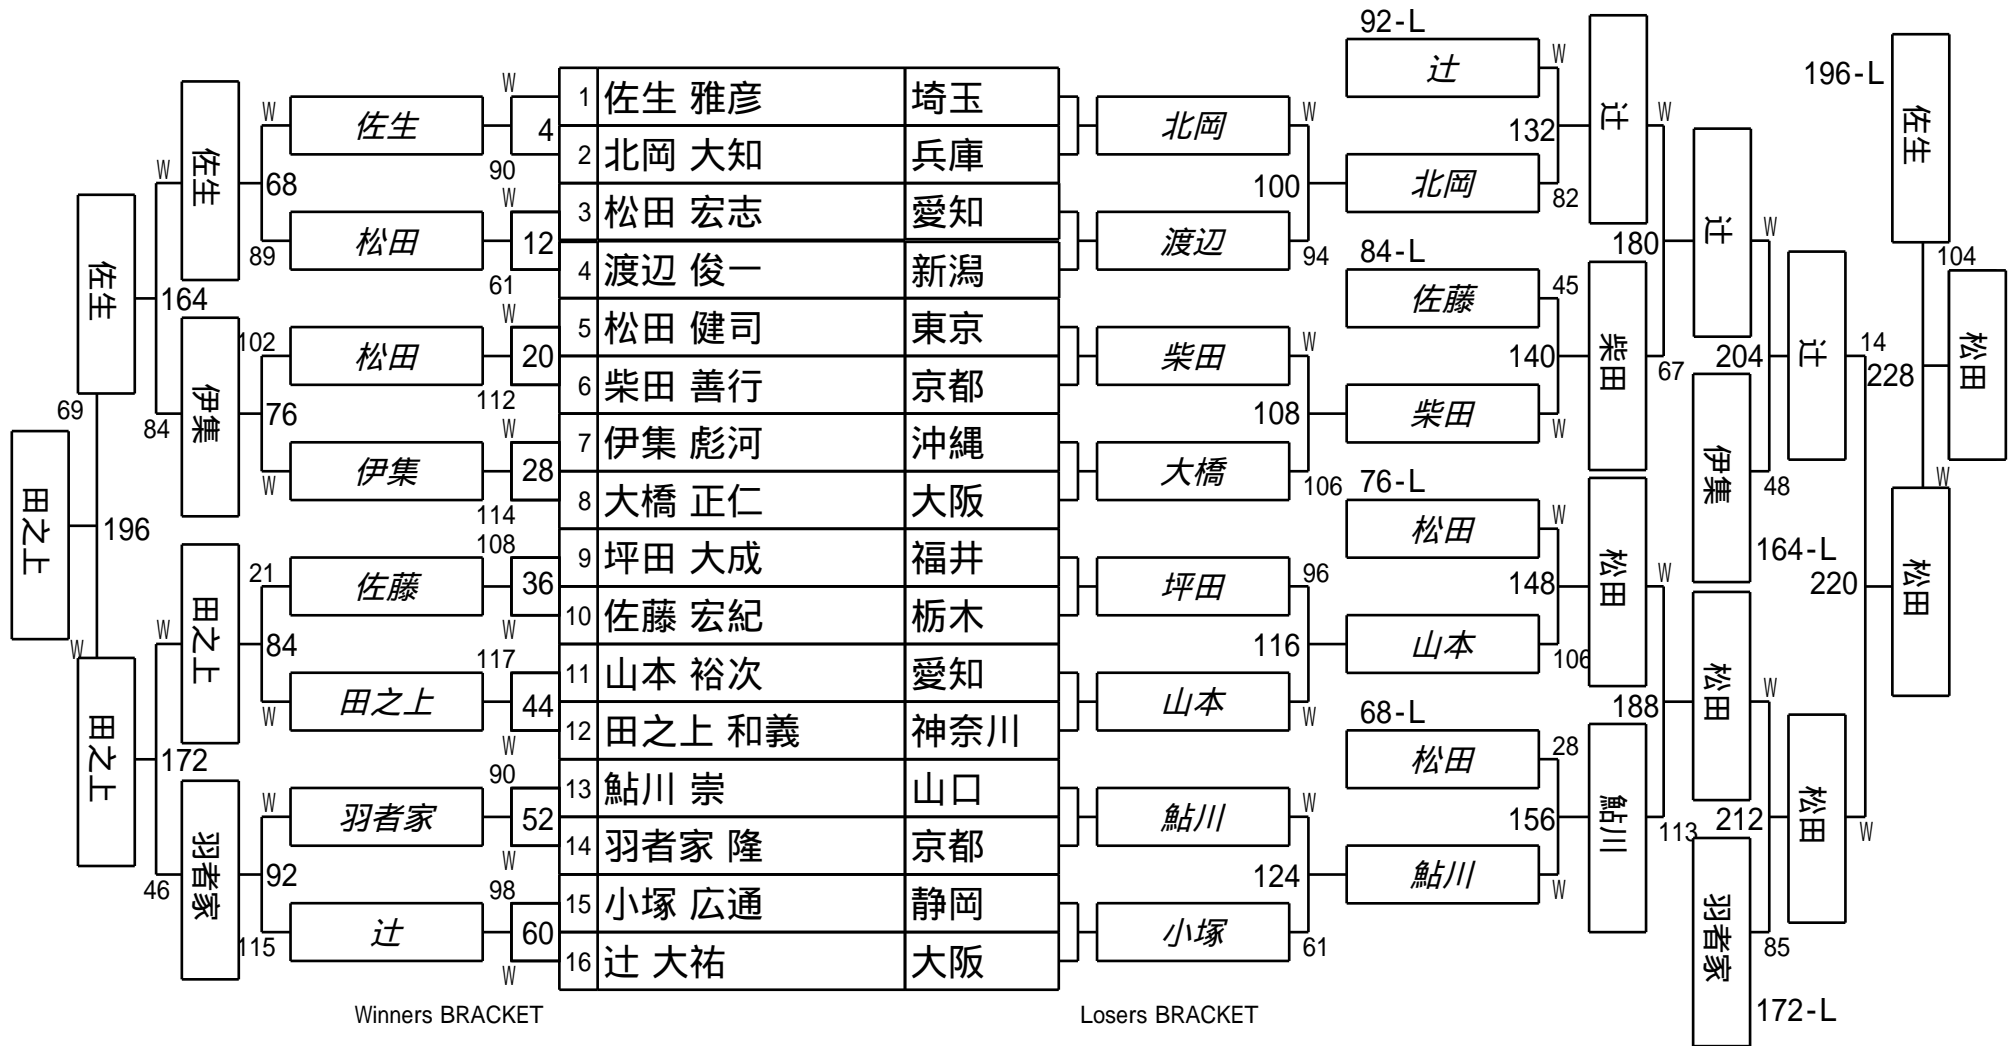 92-L
196-L
佐生
佐生
佐生
北岡
辻
辻
辻
辻
松田
田之上
W
1 佐生 雅彦 埼玉
W
4
2 北岡 大知 兵庫
132
W
W
68
90
W
3 松田 宏志 愛知
100
北岡
82
松田
12
渡辺
180
W
89
4 渡辺 俊一 新潟
94
84-L
104
61
164
W
5 松田 健司 東京
佐藤
45
102
松田
20
柴田
W
140
柴田
204
14
6 柴田 善行 京都
67
228
112
柴田
69
84
伊集
76
W
7 伊集 彪河 沖縄
108
W
伊集
28
大橋
伊集
48
W
W
8 大橋 正仁 大阪
106
76-L
114
196
108
9 坪田 大成 福井
松田
W
164-L
21
佐藤
36
坪田
96
148
松田
W
220
松田
10 佐藤 宏紀 栃木
W
田之上
84
W
117
11 山本 裕次 愛知
116
山本
106
田之上
44
山本
188
松田
W
W
12 田之上 和義 神奈川
W
68-L
W
田之上
172
90
13 鮎川 崇 山口
松田
28
W
羽者家
52
鮎川
W
156
鮎川
113
212
松田
W
14 羽者家 隆 京都
W
羽者家
46
92
98
15 小塚 広通 静岡
124
鮎川
W
辻
60
小塚
61
羽者家
85
115
16 辻 大祐 大阪
W
172-L
Winners BRACKET
Losers BRACKET